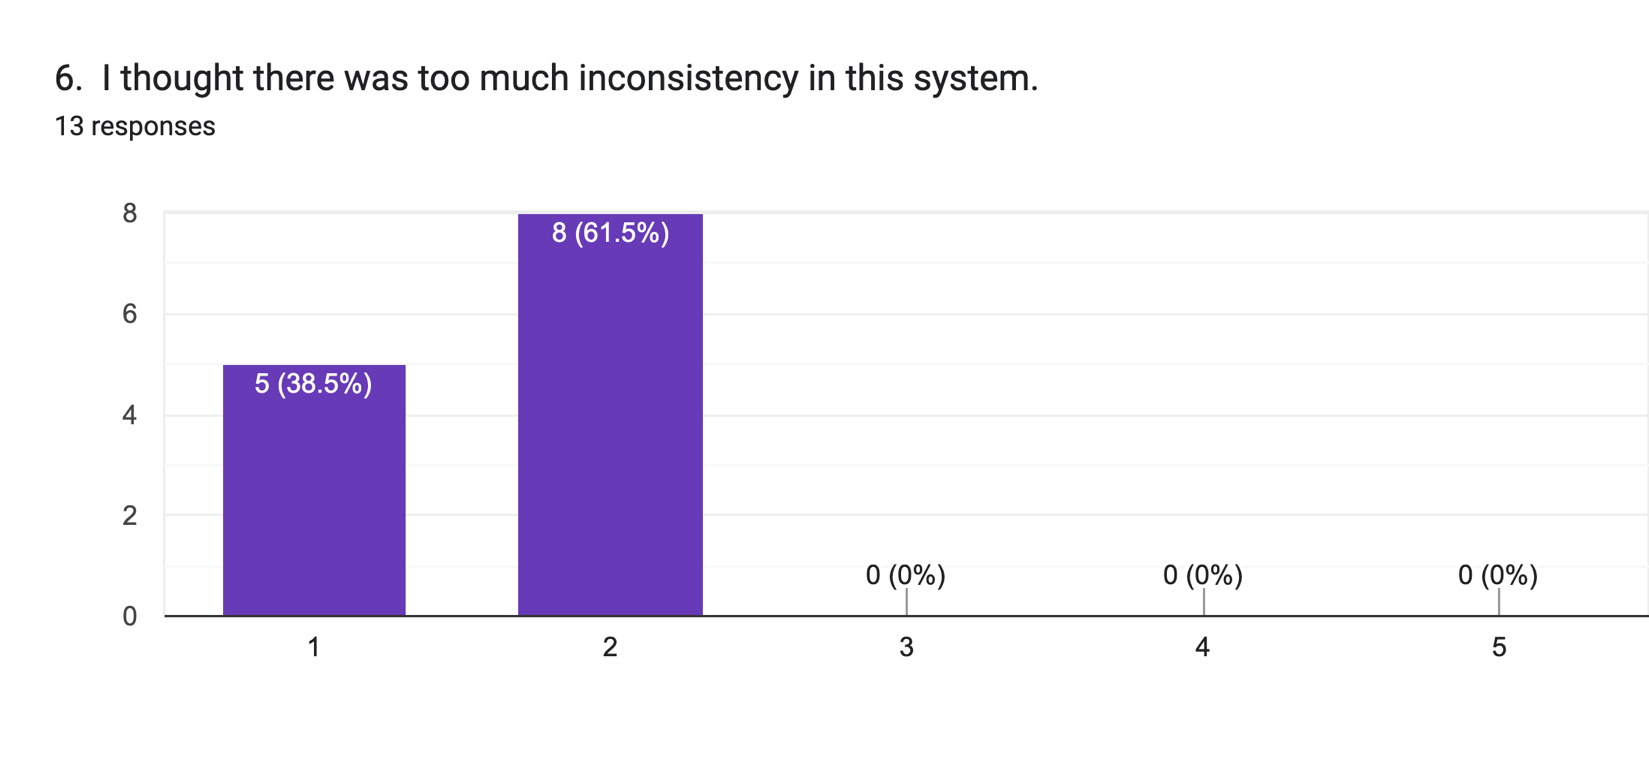 6. I thought there was too much inconsistency in this system.
13 responses
8
8 (61.5%)
6
5 (38.5%)
4
2
0 (0%) 0 (0%) 0 (0%)
0
1 2 3 4 5